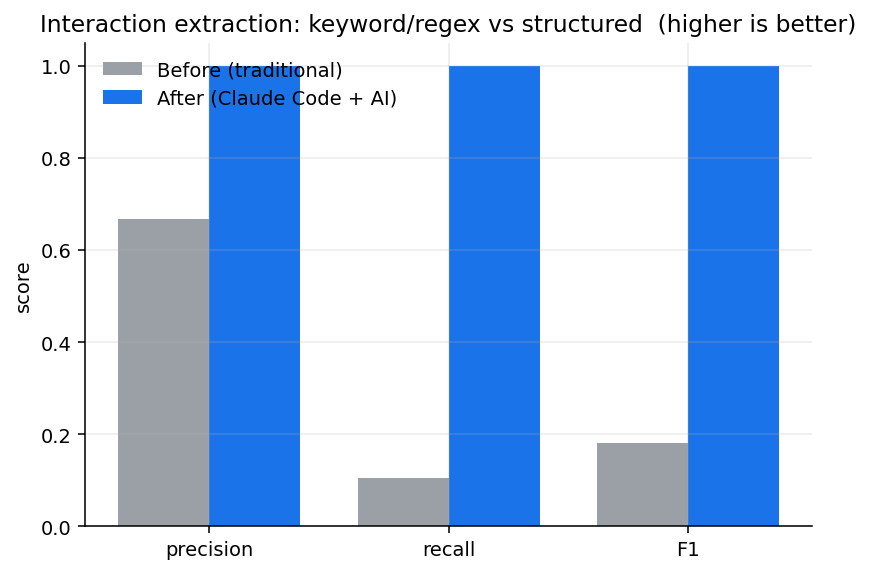 Interaction extraction: keyword/regex vs structured  (higher is better)
Before (traditional)
After (Claude Code + AI)
score
1.0
0.8
0.6
0.4
0.2
0.0
precision
recall
F1